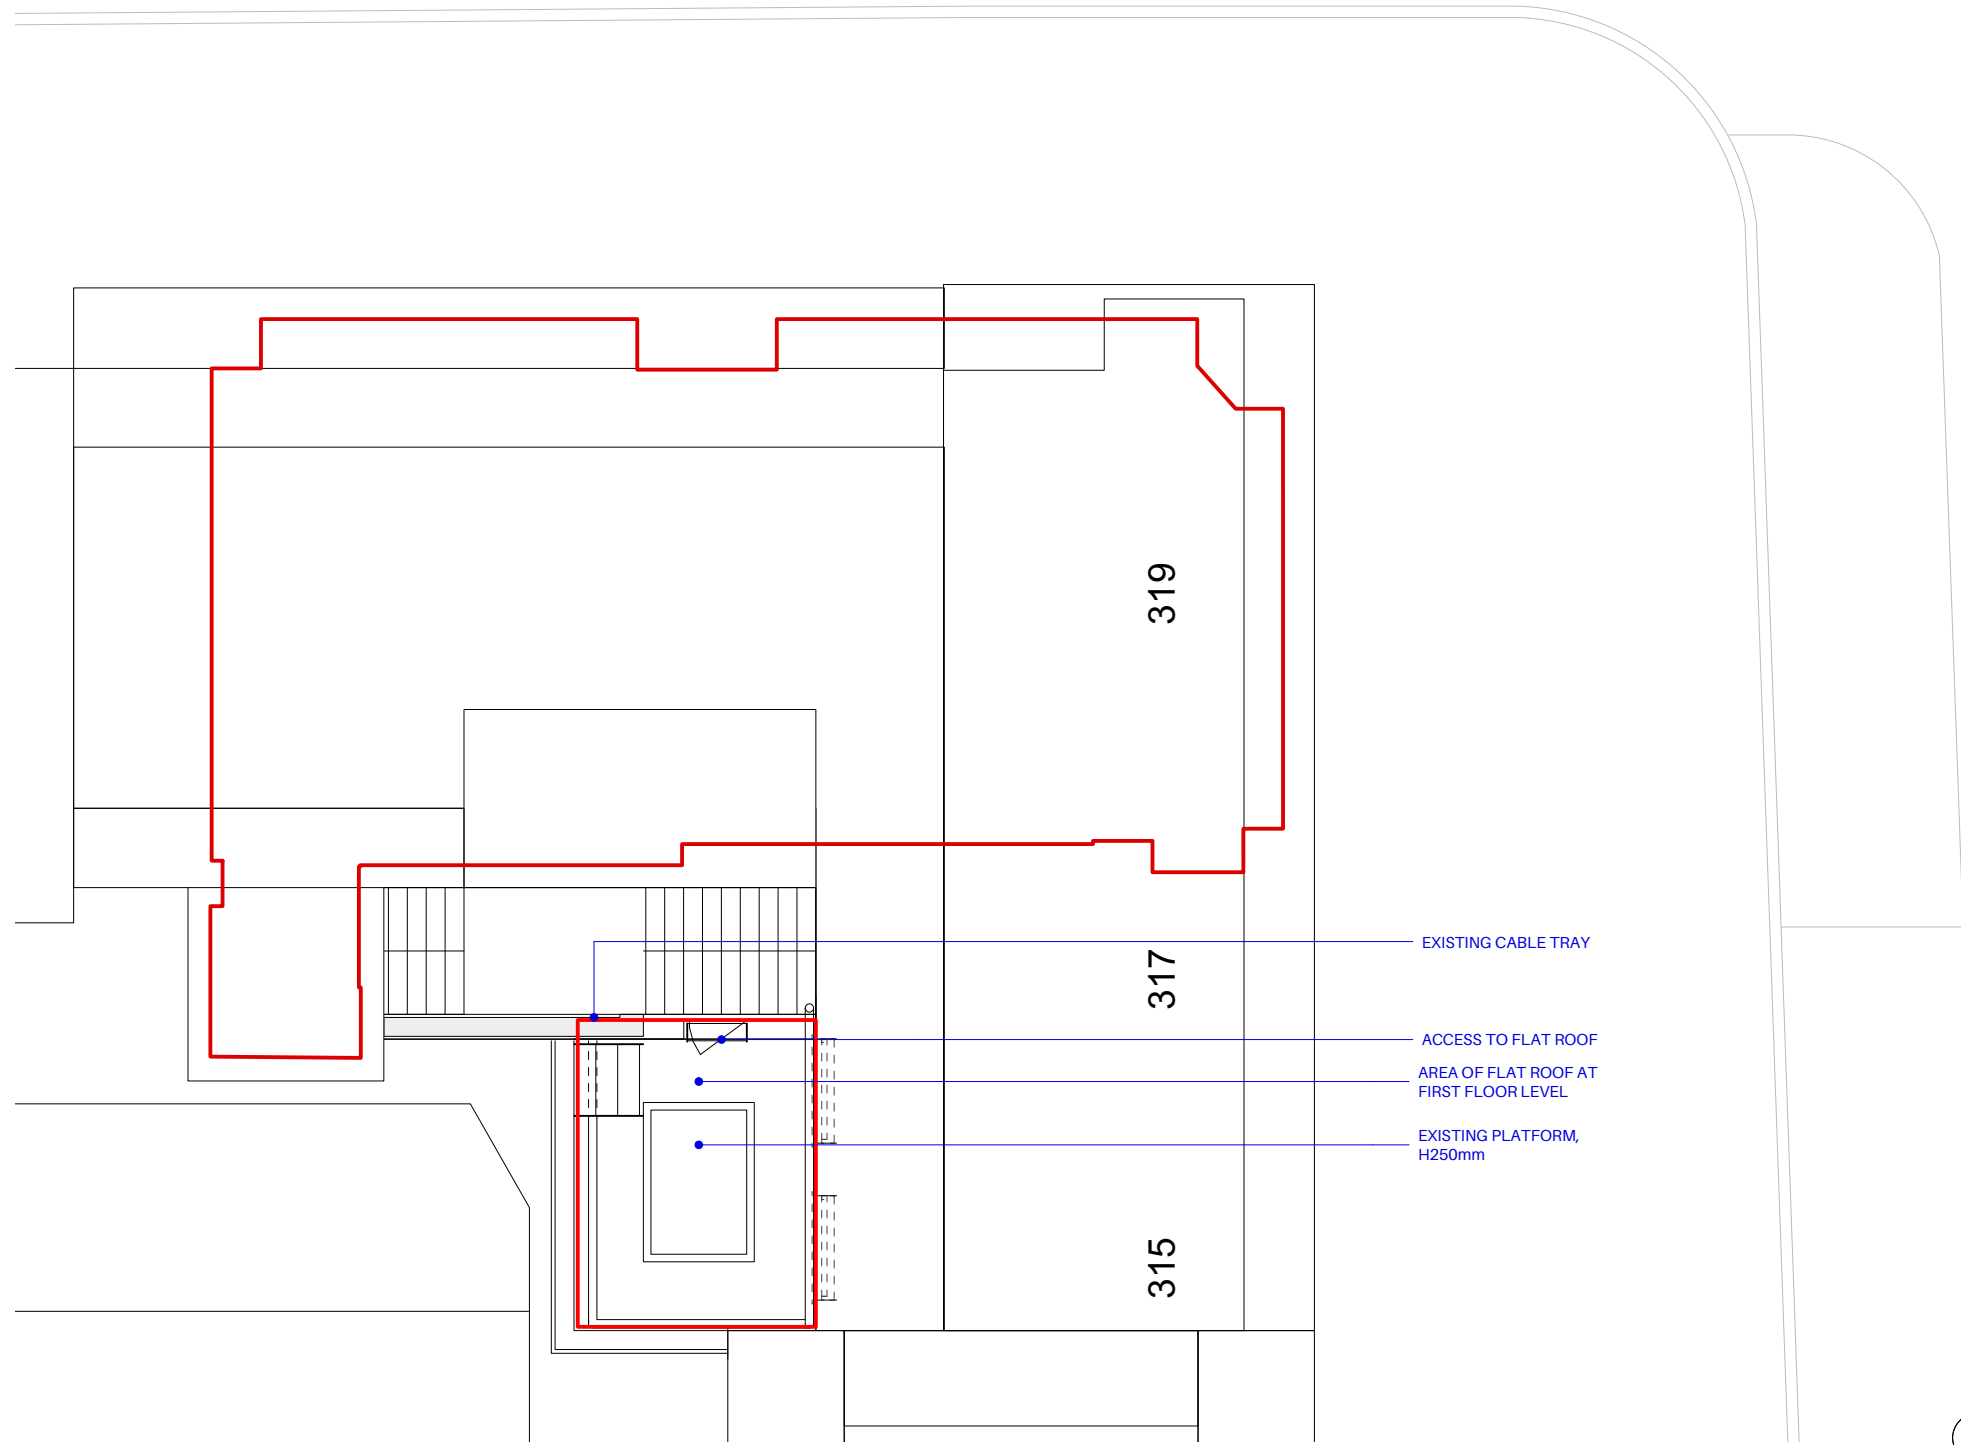 319
317
315
EXISTING CABLE TRAY
ACCESS TO FLAT ROOF
AREA OF FLAT ROOF AT
FIRST FLOOR LEVEL
EXISTING PLATFORM,
H250mm